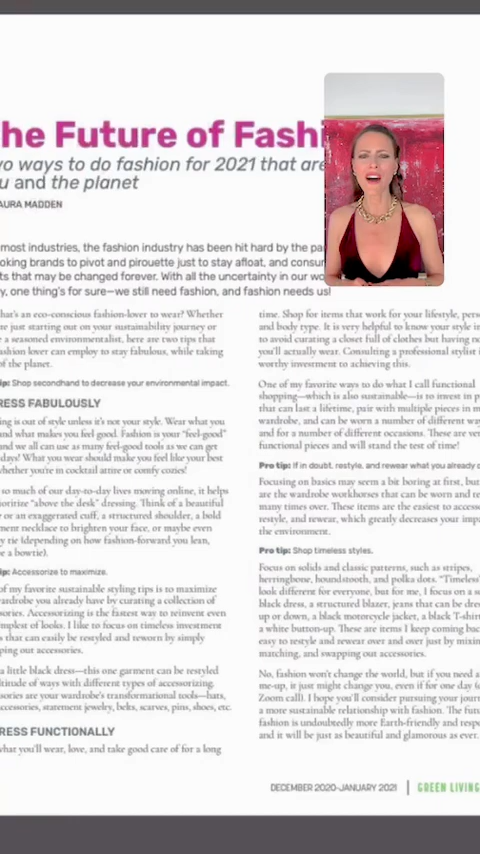 he Future of Fashi
wo ways to do fashion for 2021 that are
u and the planet
AURA MADDEN
most industries, the fashion industry has been hit hard by the pa
oking brands to pivot and pirouette just to stay afloat, and consu
ts that may be changed forever. With all the uncertainty in our wo
y, one thing's for sure—we still need fashion, and fashion needs us!
hat's an eco-conscious fashion-lover to wear? Whether
re just starting out on your sustainability journey or
e a seasoned environmentalist, here are two tips that
ashion lover can employ to stay fabulous, while taking
of the planet.
ip: Shop secondhand to decrease your environmental impact.
RESS FABULOUSLY
ing is out of style unless it's not your style. Wear what you
and what makes you feel good. Fashion is your "feel-good"
and we all can use as many feel-good tools as we can get
days! What you wear should make you feel like your best
whether you're in cocktail attire or comfy cozies!
so much of our day-to-day lives moving online, it helps
ioritize "above the desk" dressing. Think of a beautiful
e or an exaggerated cuff, a structured shoulder, a bold
ment necklace to brighten your face, or maybe even
y tie (depending on how fashion-forward you lean,
e a bowtie).
ip: Accessorize to maximize.
of my favorite sustainable styling tips is to maximize
ardrobe you already have by curating a collection of
sories. Accessorizing is the fastest way to reinvent even
mplest of looks. I like to focus on timeless investment
s that can easily be restyled and reworn by simply
ping out accessories.
a little black dress—this one garment can be restyled
ltitude of ways with different types of accessorizing.
sories are your wardrobe's transformational tools—hats,
accessories, statement jewelry, belts, scarves, pins, shoes, etc.
RESS FUNCTIONALLY
what you'll wear, love, and take good care of for a long
time. Shop for items that work for your lifestyle, perso
and body type. It is very helpful to know your style in
to avoid curating a closet full of clothes but having no
you'll actually wear. Consulting a professional stylist i
worthy investment to achieving this.
One of my favorite ways to do what I call functional
shopping—which is also sustainable—is to invest in p
that can last a lifetime, pair with multiple pieces in m
wardrobe, and can be worn a number of different way
and for a number of different occasions. These are ver
functional pieces and will stand the test of time!
Pro tip: If in doubt, restyle, and rewear what you already o
Focusing on basics may seem a bit boring at first, but
are the wardrobe workhorses that can be worn and re
many times over. These items are the easiest to access
restyle, and rewear, which greatly decreases your impa
the environment.
Pro tip: Shop timeless styles.
Focus on solids and classic patterns, such as stripes,
herringbone, houndstooth, and polka dots. "Timeless"
look different for everyone, but for me, I focus on a s
black dress, a structured blazer, jeans that can be dre
up or down, a black motorcycle jacket, a black T-shirt
a white button-up. These are items I keep coming bac
easy to restyle and rewear over and over just by mixin
matching, and swapping out accessories.
No, fashion won't change the world, but if you need a
me-up, it just might change you, even if for one day (o
Zoom call). I hope you'll consider pursuing your journ
a more sustainable relationship with fashion. The futu
fashion is undoubtedly more Earth-friendly and respo
and it will be just as beautiful and glamorous as ever.
DECEMBER 2020-JANUARY 2021 | GREEN LIVING